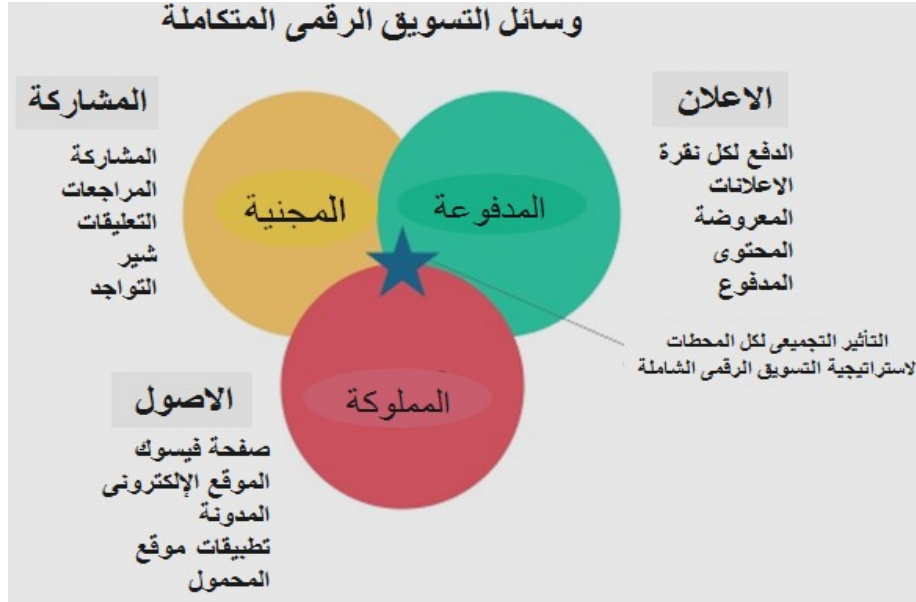 وسائل التسويق الرقمى المتكاملة
الاعلان
الدفع لكل نقرة
الاعلانات
المعروضة
المحتوى
المدفوع
المشاركة
المشاركة
المراجعات
التعليقات
شير
التواجد
المدفوعة
المجنية
المملوكة
التأثير التجميعى لكل المحطات
لاستراتيجية التسويق الرقمى الشاملة
الاصول
صفحة فيسوك
الموقع الإلكترونى
المدونة
تطبيقات موقع
المحمول